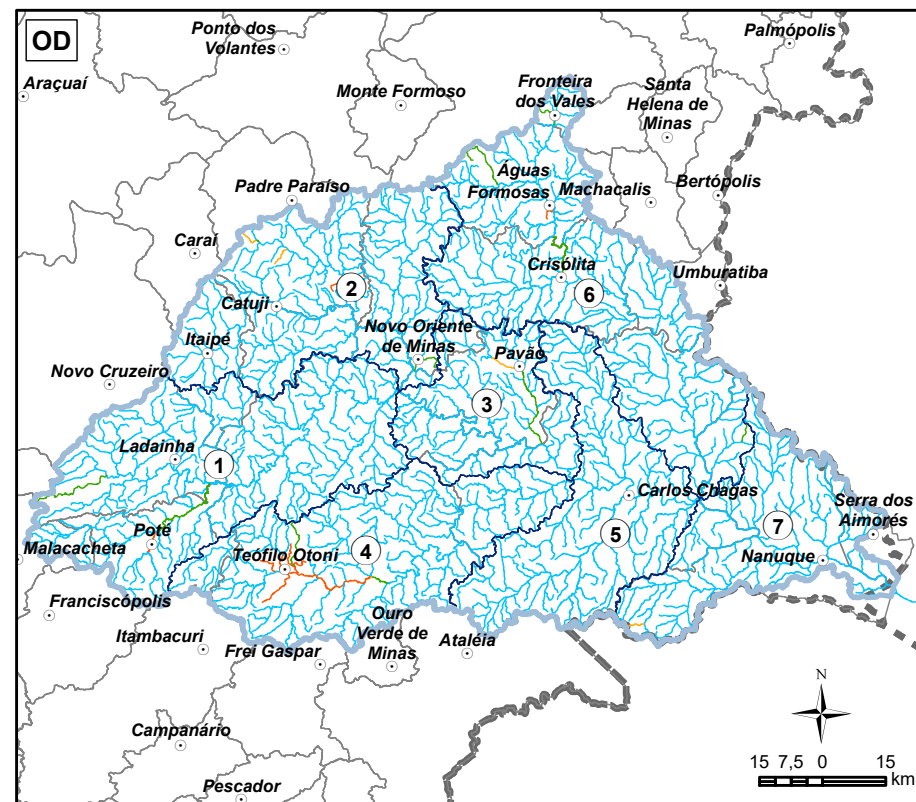 OD
Ponto dos
Volantes
Palmópolis
Araçuaí
Monte Formoso
Fronteira
dos Vales
Santa
Helena de
Minas
Águas
Formosas
Machacalis
Bertópolis
Padre Paraíso
Caraí
Crisólita
Umburatiba
2
6
Catuji
Itaipé
Novo Oriente
de Minas
Pavão
Novo Cruzeiro
3
Ladainha
1
Carlos Chagas
Serra dos
Aimorés
Poté
Malacacheta
4
5
7
Teófilo Otoni
Nanuque
Franciscópolis
Ouro
Verde de
Minas
Itambacuri
Frei Gaspar
Ataléia
N
Campanário
Pescador
15 7,5 0 15
km